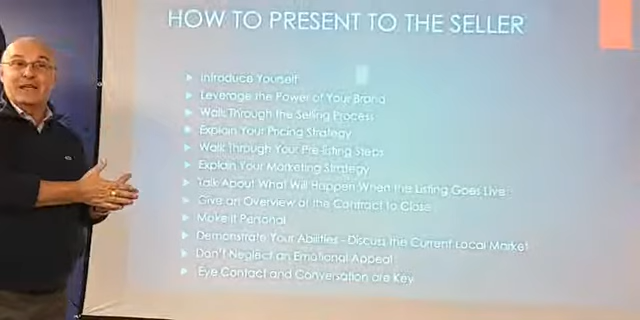 HOW TO PRESENT TO THE SELLER
Introduce Yourself
Leverage the Power of Your Brand
Walk Through the Selling Process
Explain Your Pricing Strategy
Walk Through Your Pre-listing Steps
Explain Your Marketing Strategy
Talk About What Will Happen When the Listing Goes Live
Give an Overview of the Contract to Close
Make it Personal
Demonstrate Your Abilities - Discuss the Current Local Market
Don't Neglect an Emotional Appeal
Eye Contact and Conversation are Key